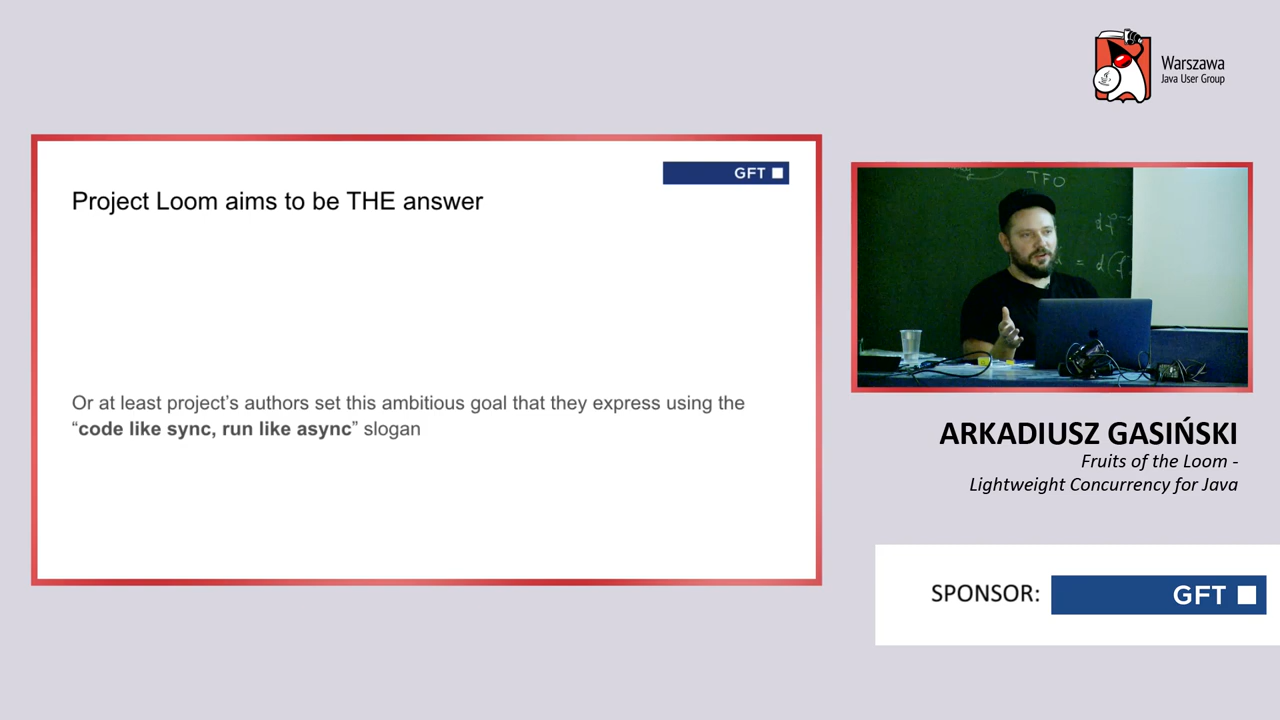 Warszawa
Java User Group
GFT
Project Loom aims to be THE answer
Or at least project’s authors set this ambitious goal that they express using the
“code like sync, run like async” slogan
TFO
ARKADIUSZ GASIŃSKI
Fruits of the Loom -
Lightweight Concurrency for Java
SPONSOR:
GFT